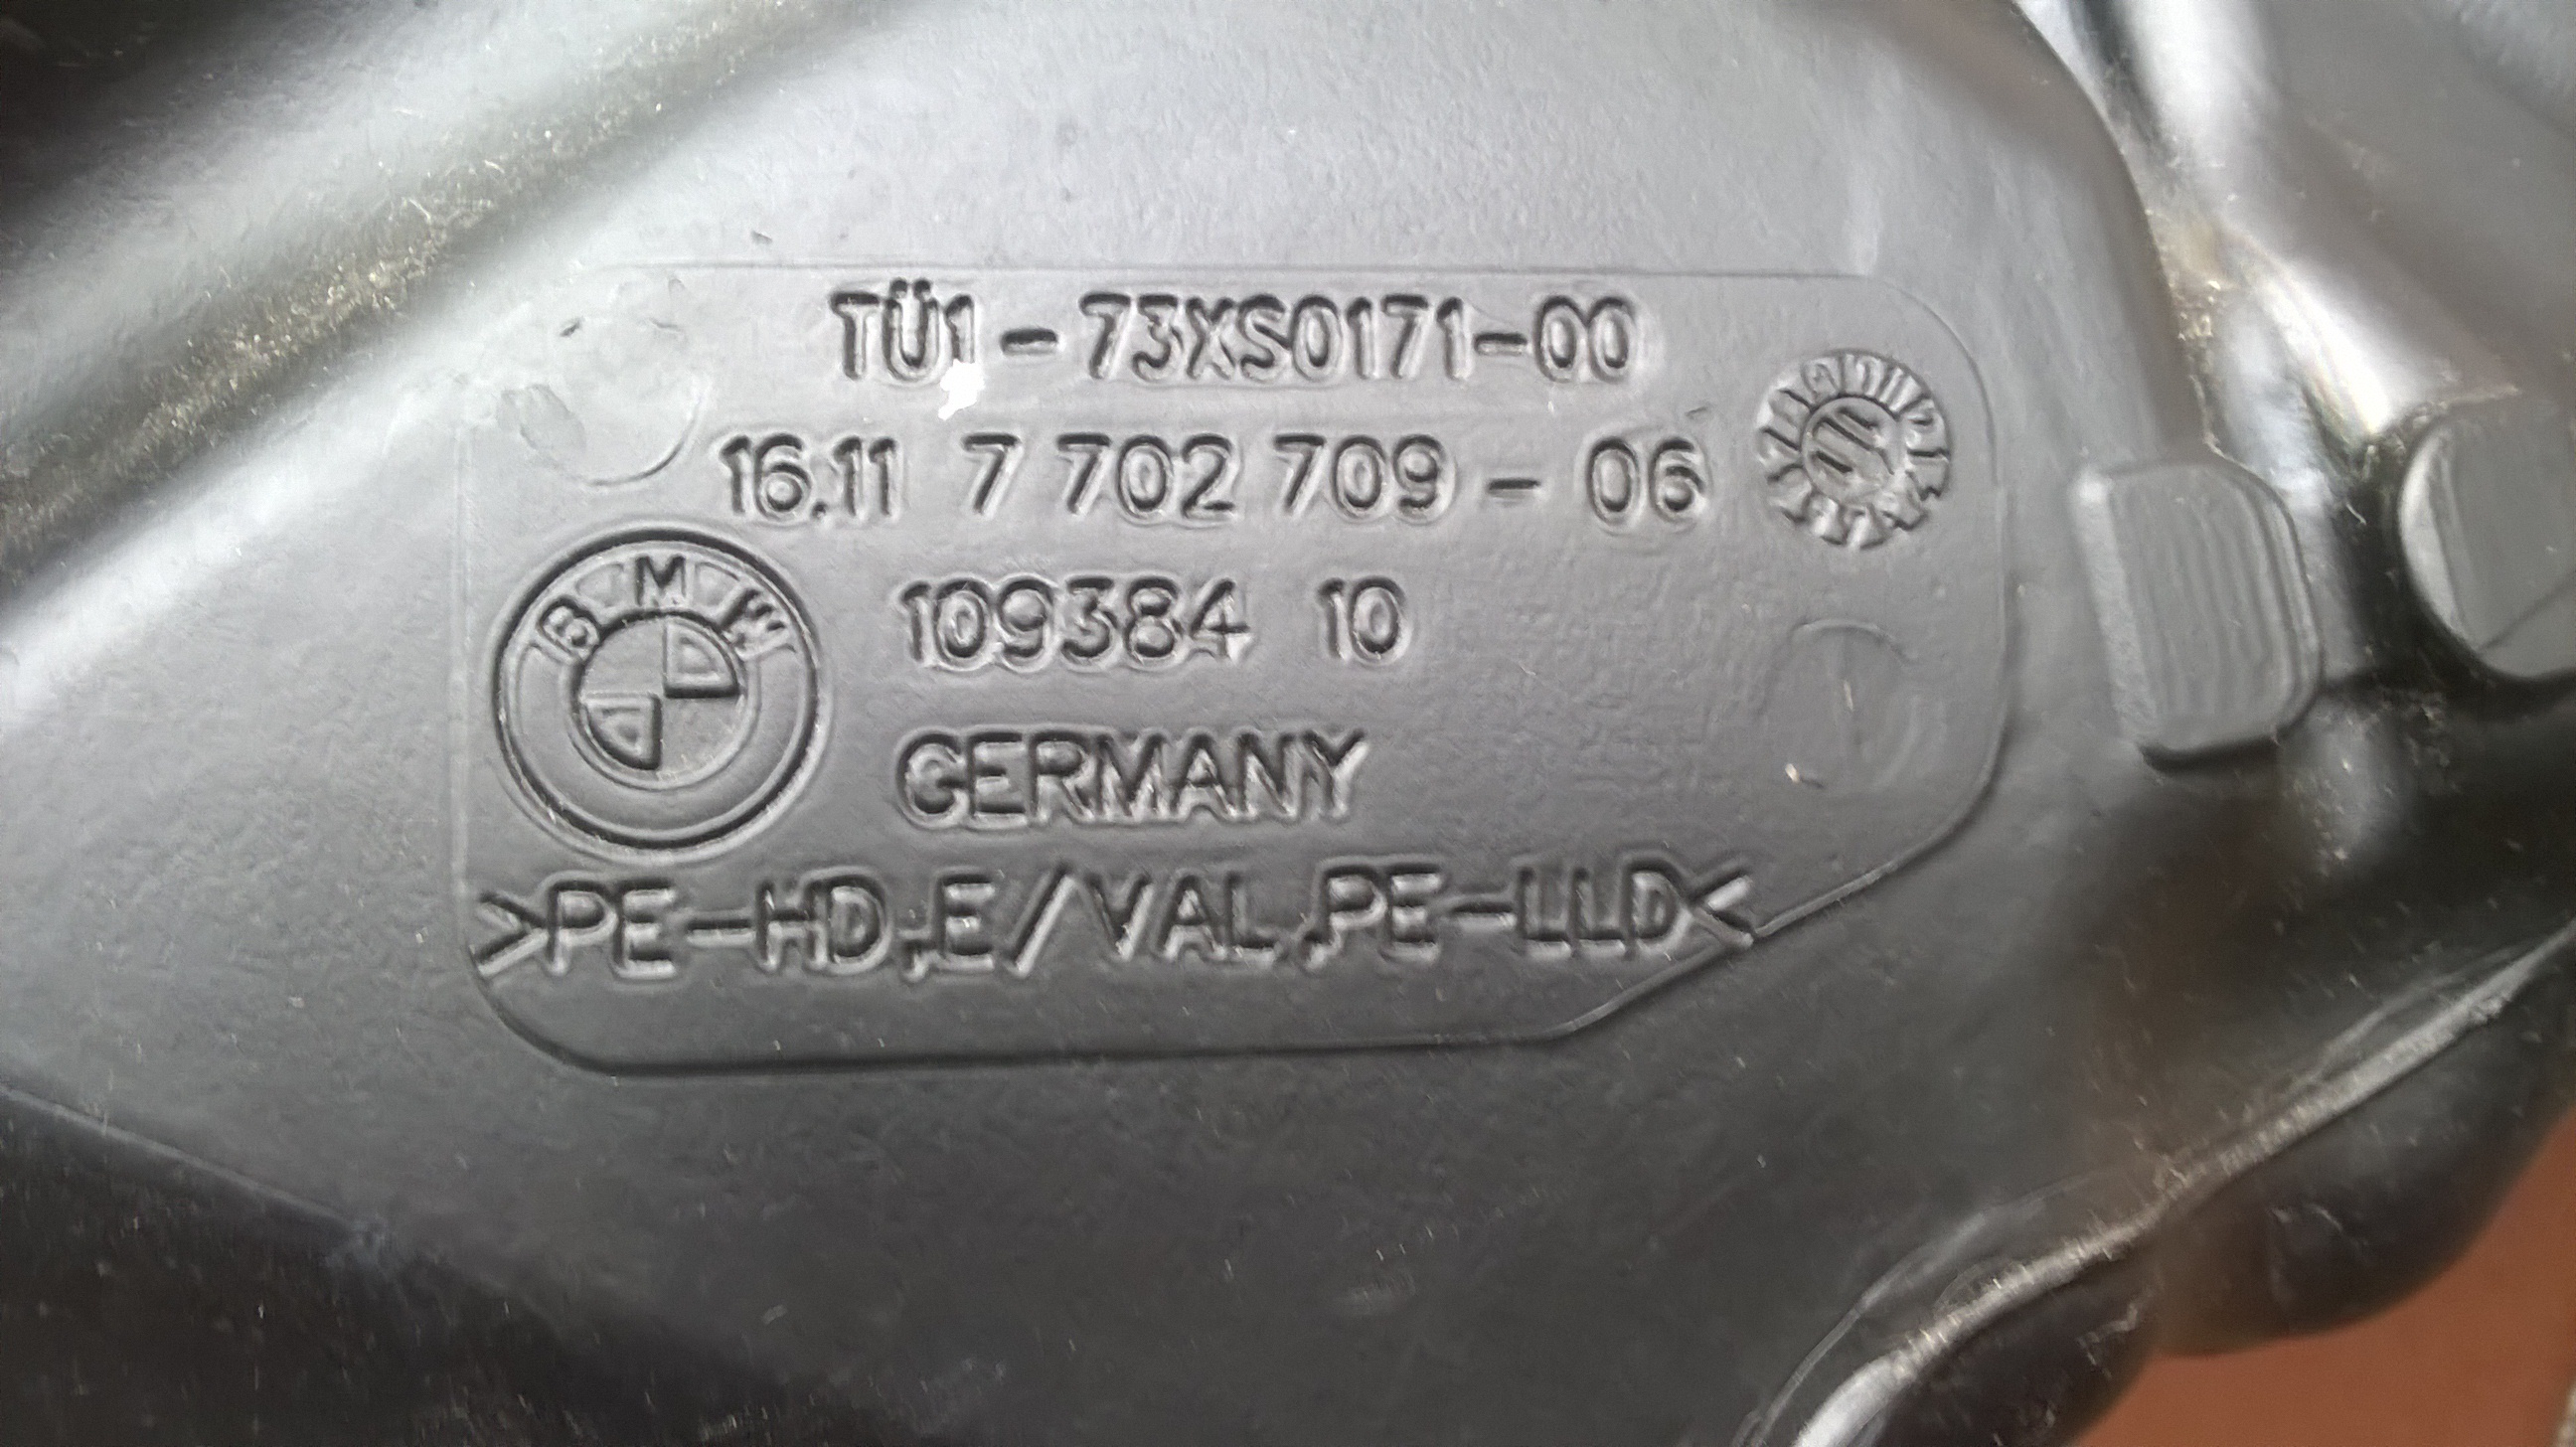 TÜ1-73XS0171-00
16.11 7 702 709 - 06
BMW
109384 10
GERMANY
>PE-HD,E/VAL,PE-LLD<